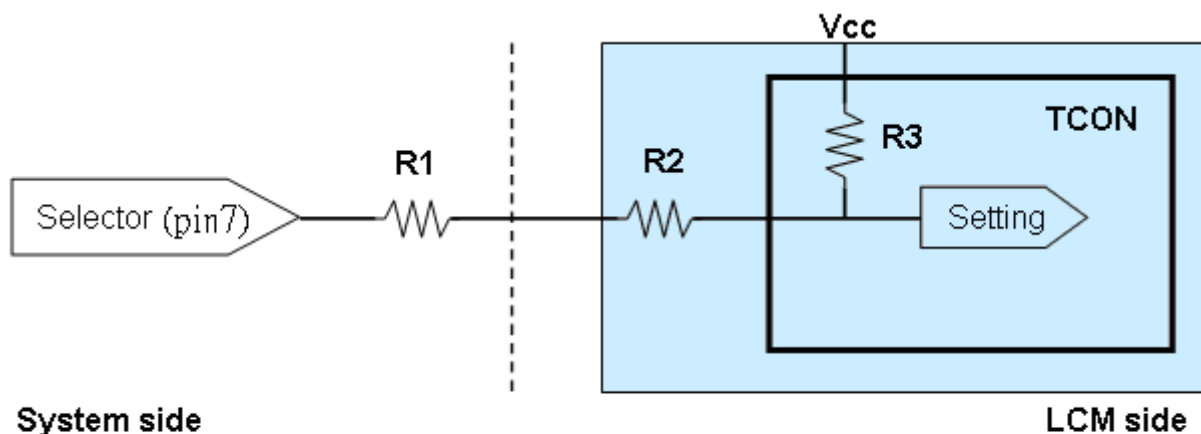 Vcc
TCON
R3
R1
R2
Selector (pin7)
Setting
System side
LCM side